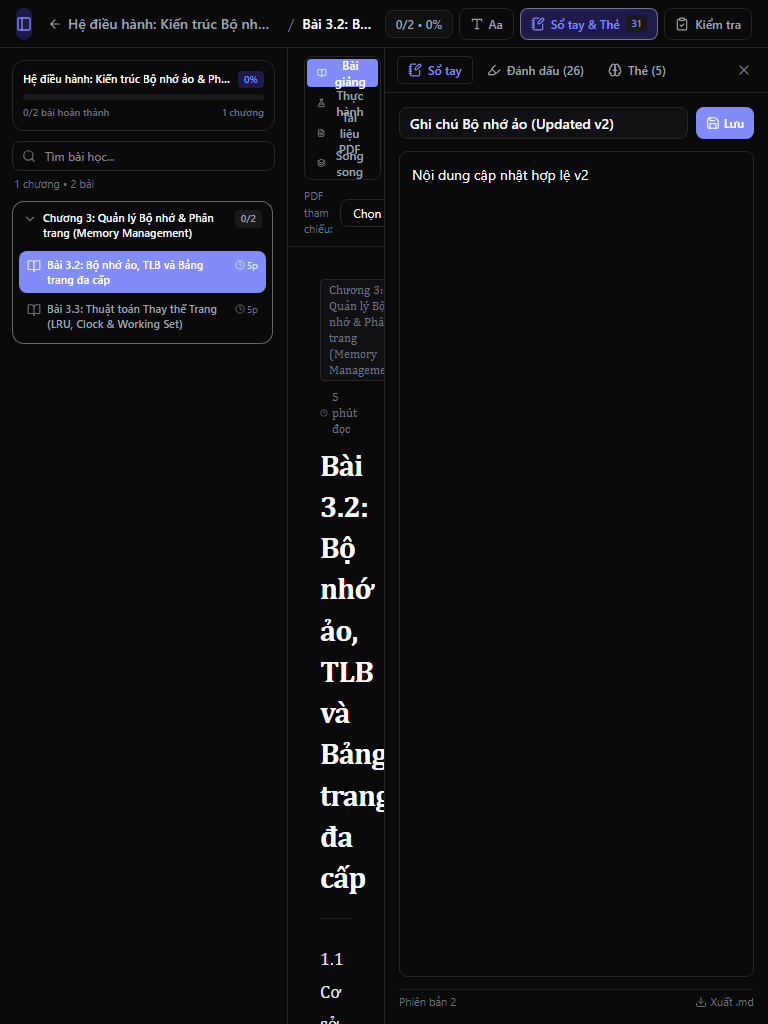 Hệ điều hành: Kiến trúc Bộ nh...
/
Bài 3.2: B...
0/2 • 0%
Aa
Sổ tay & Thẻ 31
Kiểm tra
Hệ điều hành: Kiến trúc Bộ nhớ ảo & Ph... 0%
0/2 bài hoàn thành 1 chương
Tìm bài học...
1 chương • 2 bài
Chương 3: Quản lý Bộ nhớ & Phân
trang (Memory Management)
0/2
Bài 3.2: Bộ nhớ ảo, TLB và Bảng
trang đa cấp
5p
Bài 3.3: Thuật toán Thay thế Trang
(LRU, Clock & Working Set)
5p
Bài
giảng
Thực
hành
Tài
liệu
PDF
Song
song
PDF
tham
chiếu:
Chọn
Chương 3:
Quản lý Bộ
nhớ & Phâ
trang
(Memory
Manageme
5
phút
đọc
Bài
3.2:
Bộ
nhớ
ảo,
TLB
và
Bảng
trang
đa
cấp
1.1
Cơ
sở
Sổ tay
Đánh dấu (26)
Thẻ (5)
Ghi chú Bộ nhớ ảo (Updated v2)
Lưu
Nội dung cập nhật hợp lệ v2
Phiên bản 2
Xuất .md